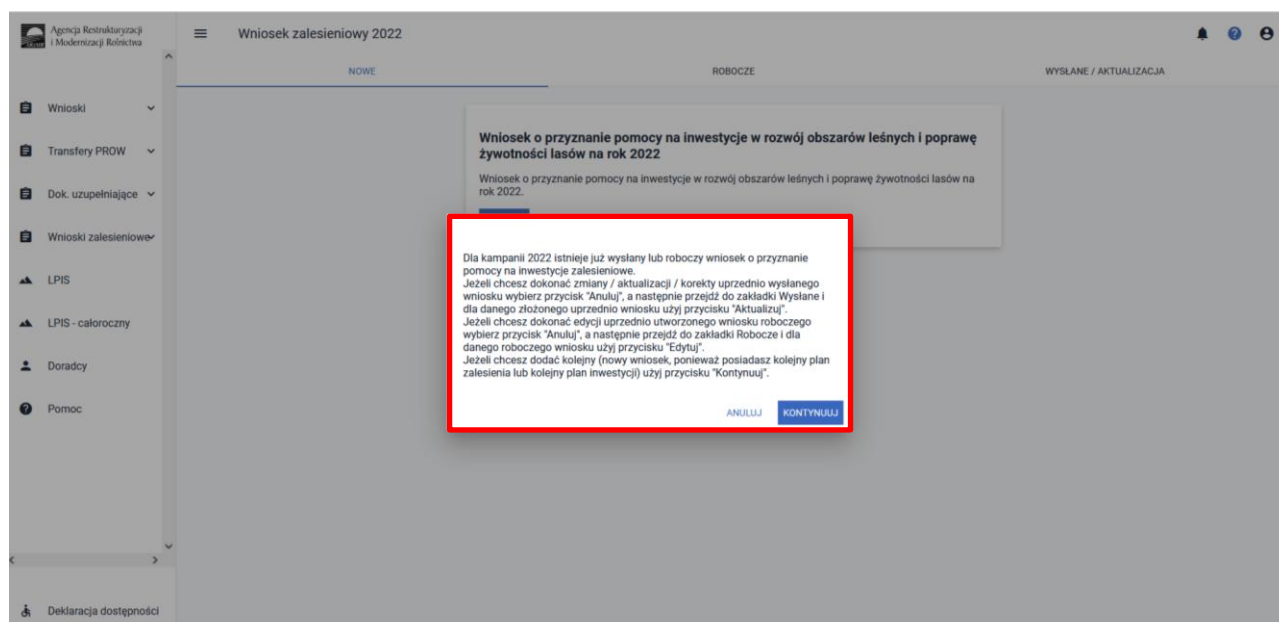 Agencja Restrukturyzacji
i Modernizacji Rolnictwa
Wniosek zalesieniowy 2022
NOWE
ROBOCZE
WYSŁANE / AKTUALIZACJA
Wnioski
Transfery PROW
Dok. uzupełniające
Wnioski zalesieniowe
LPIS
LPIS - całoroczny
Doradcy
Pomoc
Deklaracja dostępności
Wniosek o przyznanie pomocy na inwestycje w rozwój obszarów leśnych i poprawę
żywotności lasów na rok 2022
Wniosek o przyznanie pomocy na inwestycje w rozwój obszarów leśnych i poprawę żywotności lasów na
rok 2022.
Dla kampanii 2022 istnieje już wysłany lub roboczy wniosek o przyznanie
pomocy na inwestycje zalesieniowe.
Jeżeli chcesz dokonać zmiany / aktualizacji / korekty uprzednio wysłanego
wniosku wybierz przycisk "Anuluj", a następnie przejdź do zakładki Wysłane i
dla danego złożonego uprzednio wniosku użyj przycisku "Aktualizuj".
Jeżeli chcesz dokonać edycji uprzednio utworzonego wniosku roboczego
wybierz przycisk "Anuluj", a następnie przejdź do zakładki Robocze i dla
danego roboczego wniosku użyj przycisku "Edytuj".
Jeżeli chcesz dodać kolejny (nowy wniosek, ponieważ posiadasz kolejny plan
zalesienia lub kolejny plan inwestycji) użyj przycisku "Kontynuuj".
ANULUJ
KONTYNUUJ